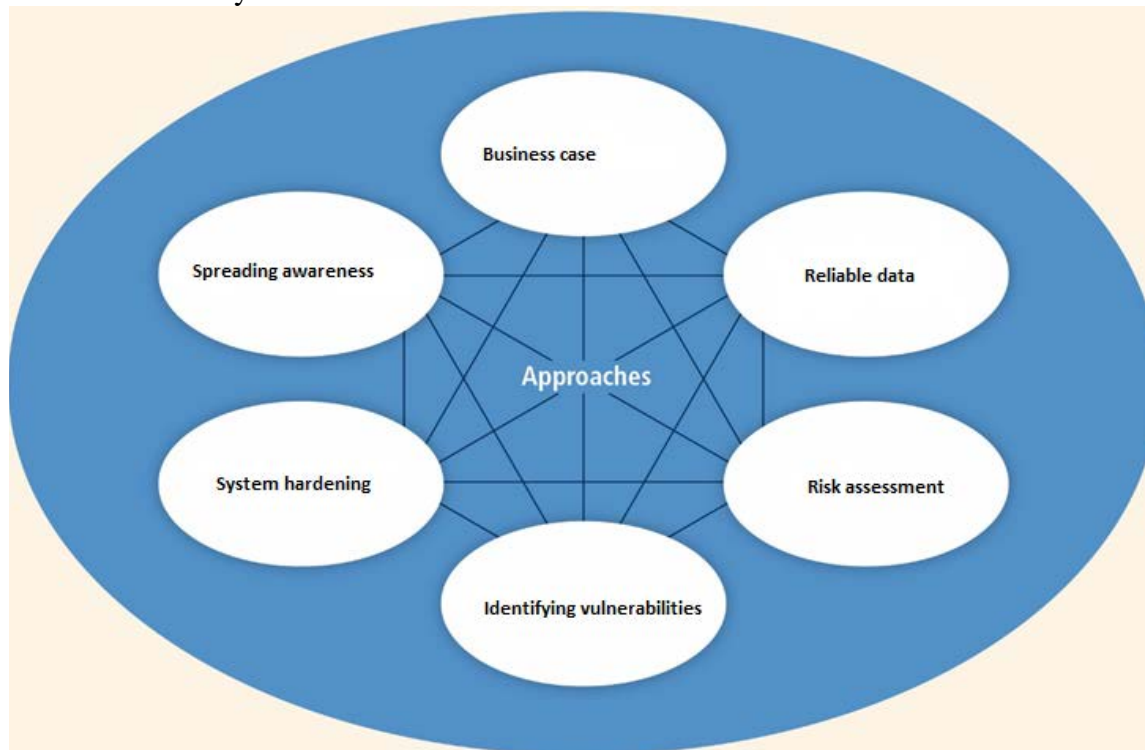 Business case
Spreading awareness
Reliable data
Approaches
System hardening
Risk assessment
Identifying vulnerabilities